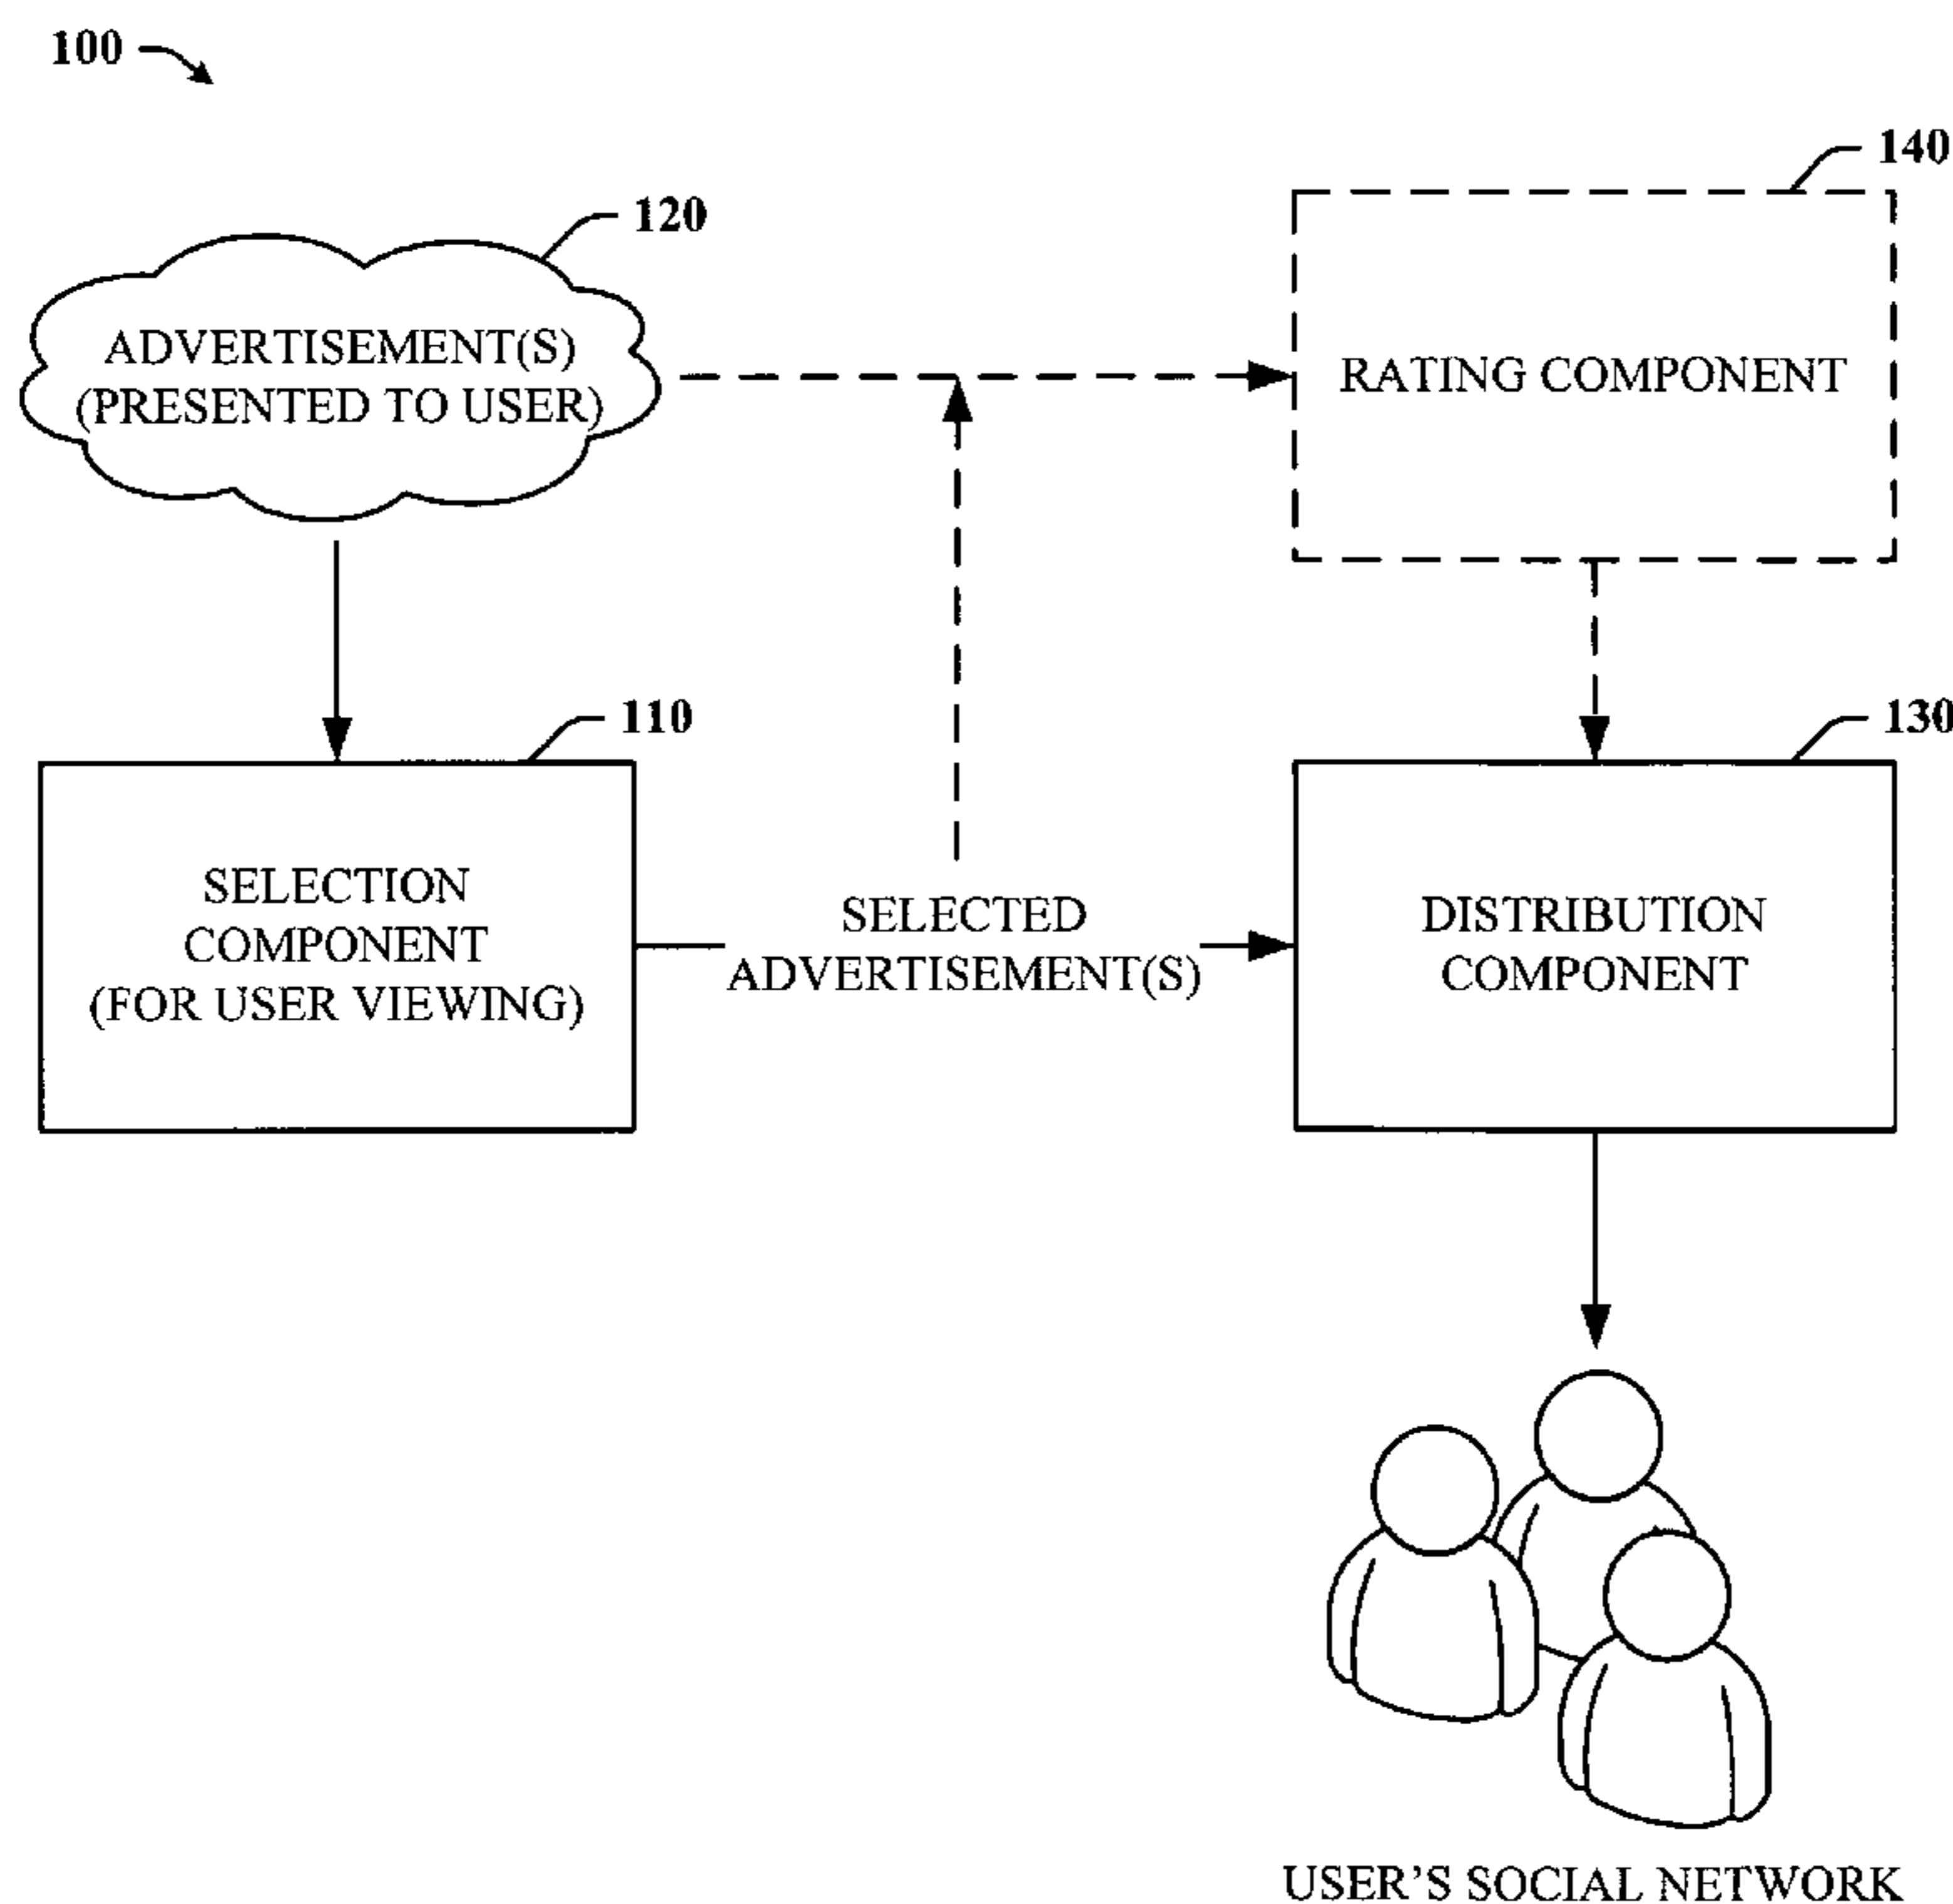 100
140
120
ADVERTISEMENT(S)
(PRESENTED TO USER)
RATING COMPONENT
110
130
SELECTION
COMPONENT
(FOR USER VIEWING)
SELECTED
ADVERTISEMENT(S)
DISTRIBUTION
COMPONENT
USER'S SOCIAL NETWORK